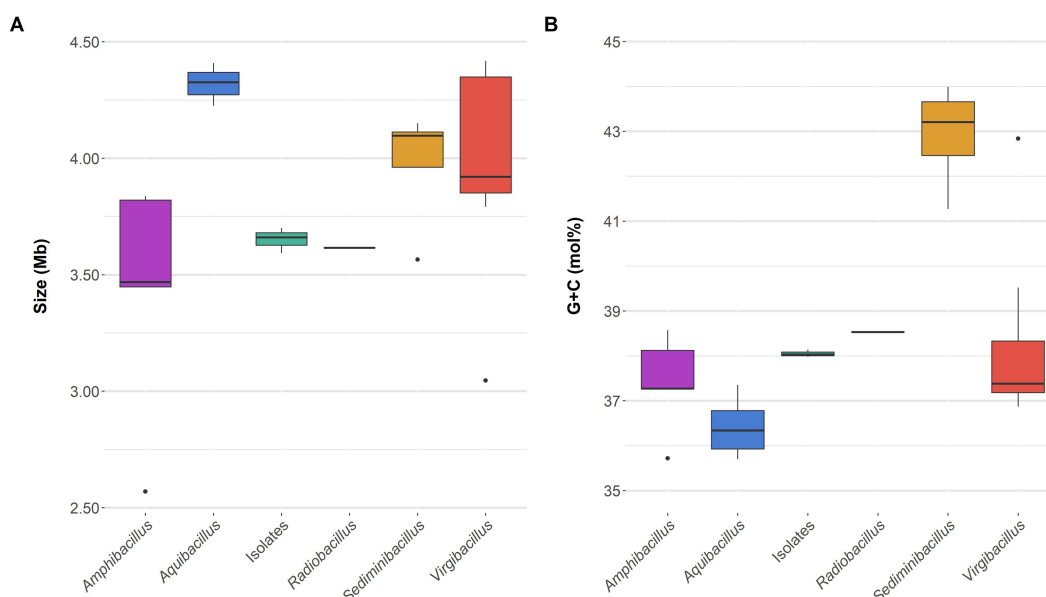 A
Size (Mb)
4.50
4.00
3.50
3.00
2.50
Amphibacillus
Aquibacillus
Isolates
Radiobacillus
Sediminibacillus
Virgibacillus
B
G+C (mol%)
45
43
41
39
37
35
Amphibacillus
Aquibacillus
Isolates
Radiobacillus
Sediminibacillus
Virgibacillus